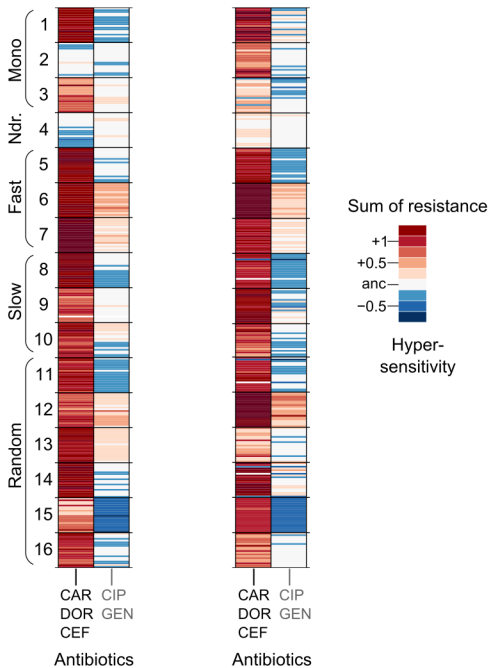 Mono
1
2
3
Ndr.
4
Fast
5
6
7
Slow
8
9
10
Random
11
12
13
14
15
16
CAR CIP
DOR GEN
CEF
Antibiotics
CAR CIP
DOR GEN
CEF
Antibiotics
Sum of resistance
+1
+0.5
anc
−0.5
Hyper-
sensitivity